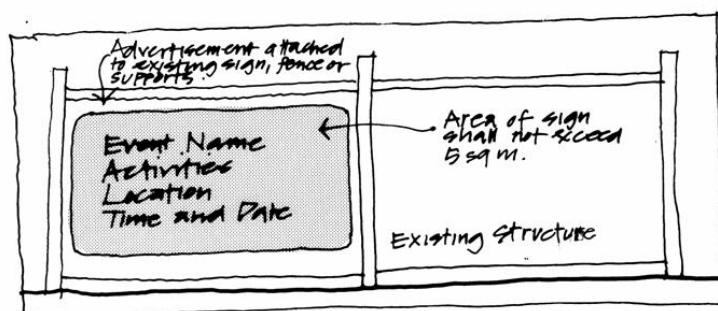 Advertisement attached
to existing sign, fence or
supports.
Event Name
Activities
Location
Time and Date
Area of sign
shall not exceed
5 sq m.
Existing Structure